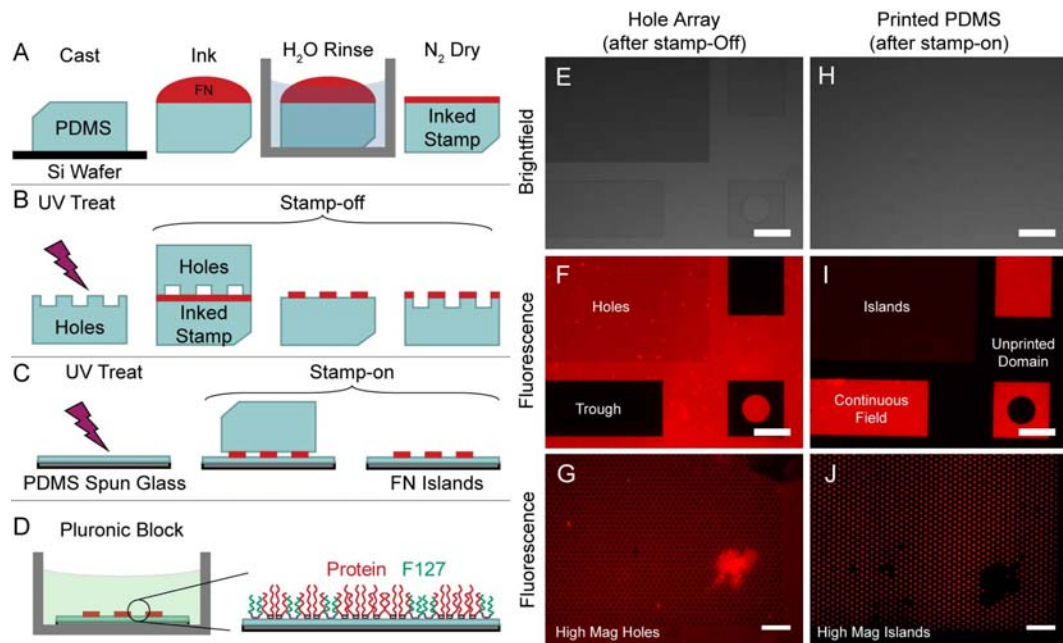 Hole Array
(after stamp-Off)
Printed PDMS
(after stamp-on)
A
Cast
Ink
H₂O Rinse
N₂ Dry
FN
PDMS
Inked
Stamp
Si Wafer
B
UV Treat
Stamp-off
Holes
Holes
Inked
Stamp
C
UV Treat
Stamp-on
PDMS Spun Glass
FN Islands
D
Pluronic Block
Protein
F127
Brightfield
E
H
Fluorescence
F
Holes
Trough
I
Islands
Unprinted
Domain
Continuous
Field
Fluorescence
G
High Mag Holes
J
High Mag Islands